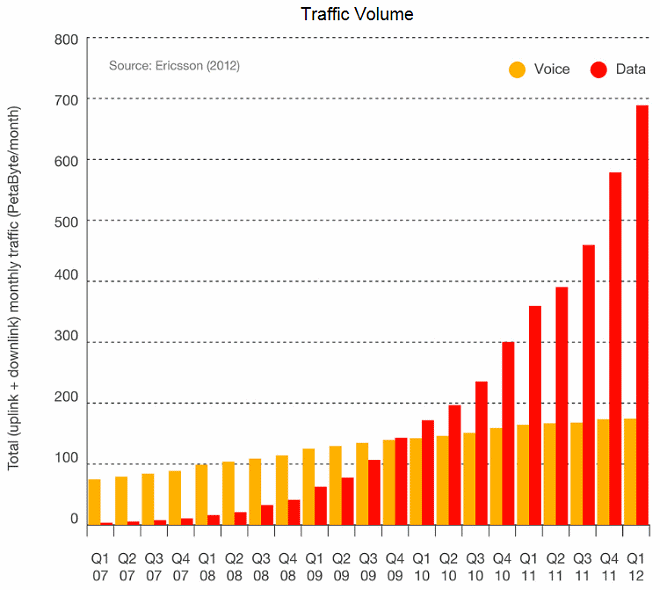 Traffic Volume
Source: Ericsson (2012)
Voice
Data
Total (uplink + downlink) monthly traffic (PetaByte/month)
800
700
600
500
400
300
200
100
0
Q1 Q2 Q3 Q4 Q1 Q2 Q3 Q4 Q1 Q2 Q3 Q4 Q1 Q2 Q3 Q4 Q1 Q2 Q3 Q4 Q1
07 07 07 07 08 08 08 08 09 09 09 09 10 10 10 10 11 11 11 11 12